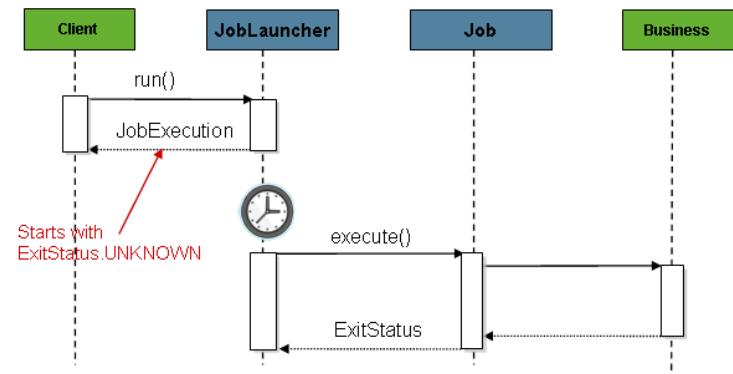 Client
JobLauncher
Job
Business
run()
JobExecution
Starts with
ExitStatus.UNKNOWN
execute()
ExitStatus